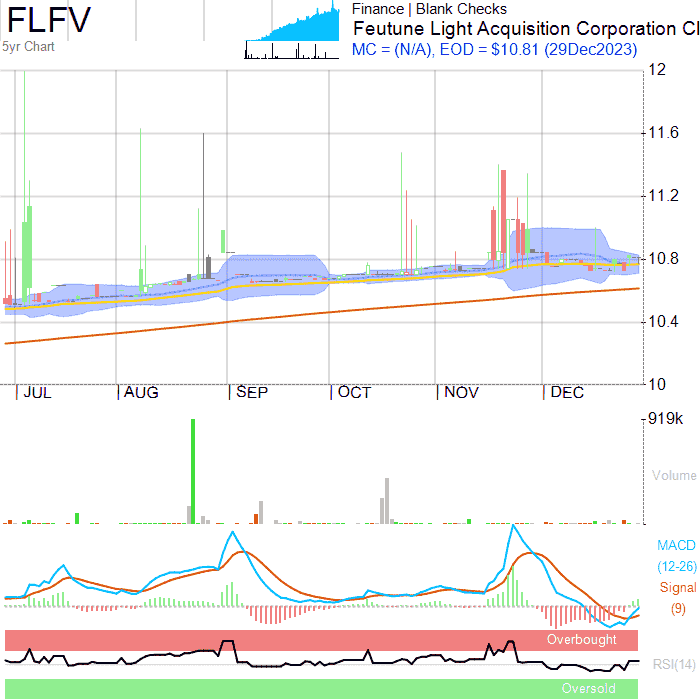 FLFV
5yr Chart
Finance | Blank Checks
Feutune Light Acquisition Corporation Cl
MC = (N/A), EOD = $10.81 (29Dec2023)
12
11.6
11.2
10.8
10.4
10
JUL AUG SEP OCT NOV DEC
919k
Volume
MACD
(12-26)
Signal
(9)
Overbought
RSI(14)
Oversold